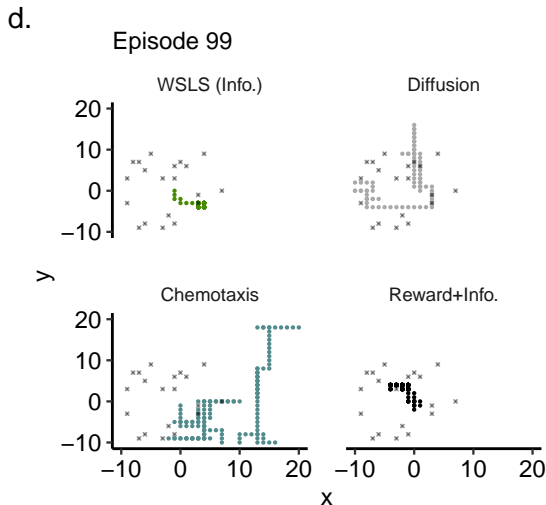 d.
Episode 99
WSLS (Info.)
Diffusion
20
10
0
−10
y
Chemotaxis
Reward+Info.
20
10
0
−10
−10 0 10 20
−10 0 10 20
x